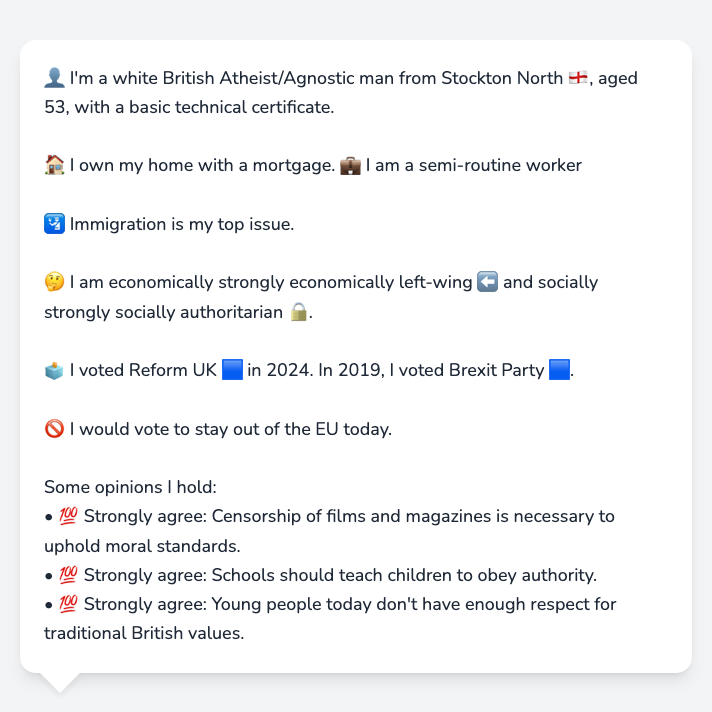 👤 I'm a white British Atheist/Agnostic man from Stockton North 🏴󠁧󠁢󠁥󠁮󠁧󠁿, aged
53, with a basic technical certificate.
🏠 I own my home with a mortgage. 💼 I am a semi-routine worker
🛂 Immigration is my top issue.
🤔 I am economically strongly economically left-wing ⬅️ and socially
strongly socially authoritarian 🔒.
🗳️ I voted Reform UK 🟦 in 2024. In 2019, I voted Brexit Party 🟦.
🚫 I would vote to stay out of the EU today.
Some opinions I hold:
• 💯 Strongly agree: Censorship of films and magazines is necessary to
uphold moral standards.
• 💯 Strongly agree: Schools should teach children to obey authority.
• 💯 Strongly agree: Young people today don't have enough respect for
traditional British values.